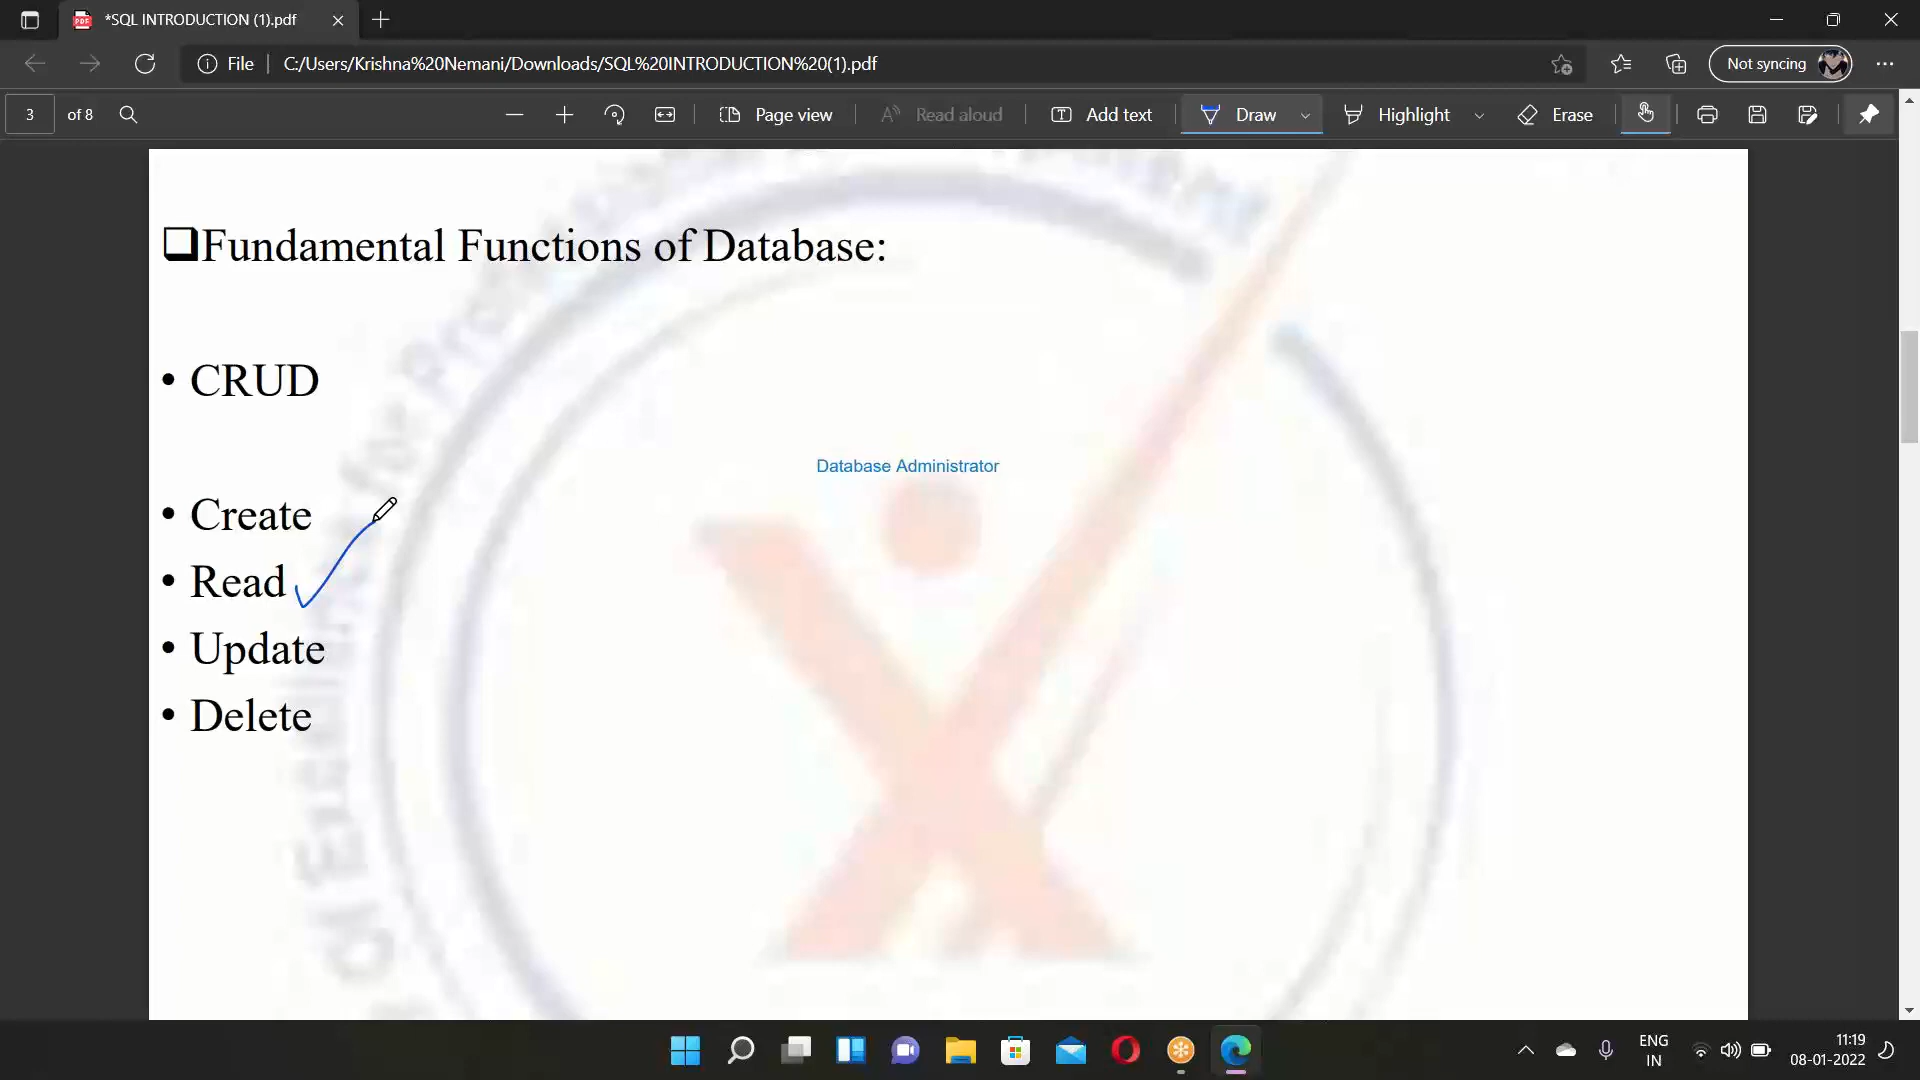 *SQL INTRODUCTION (1).pdf
File
C:/Users/Krishna%20Nemani/Downloads/SQL%20INTRODUCTION%20(1).pdf
Not syncing
3 of 8
Page view
Read aloud
Add text
Draw
Highlight
Erase
❑Fundamental Functions of Database:
• CRUD
Database Administrator
• Create
• Read
• Update
• Delete
ENG
IN
11:19
08-01-2022